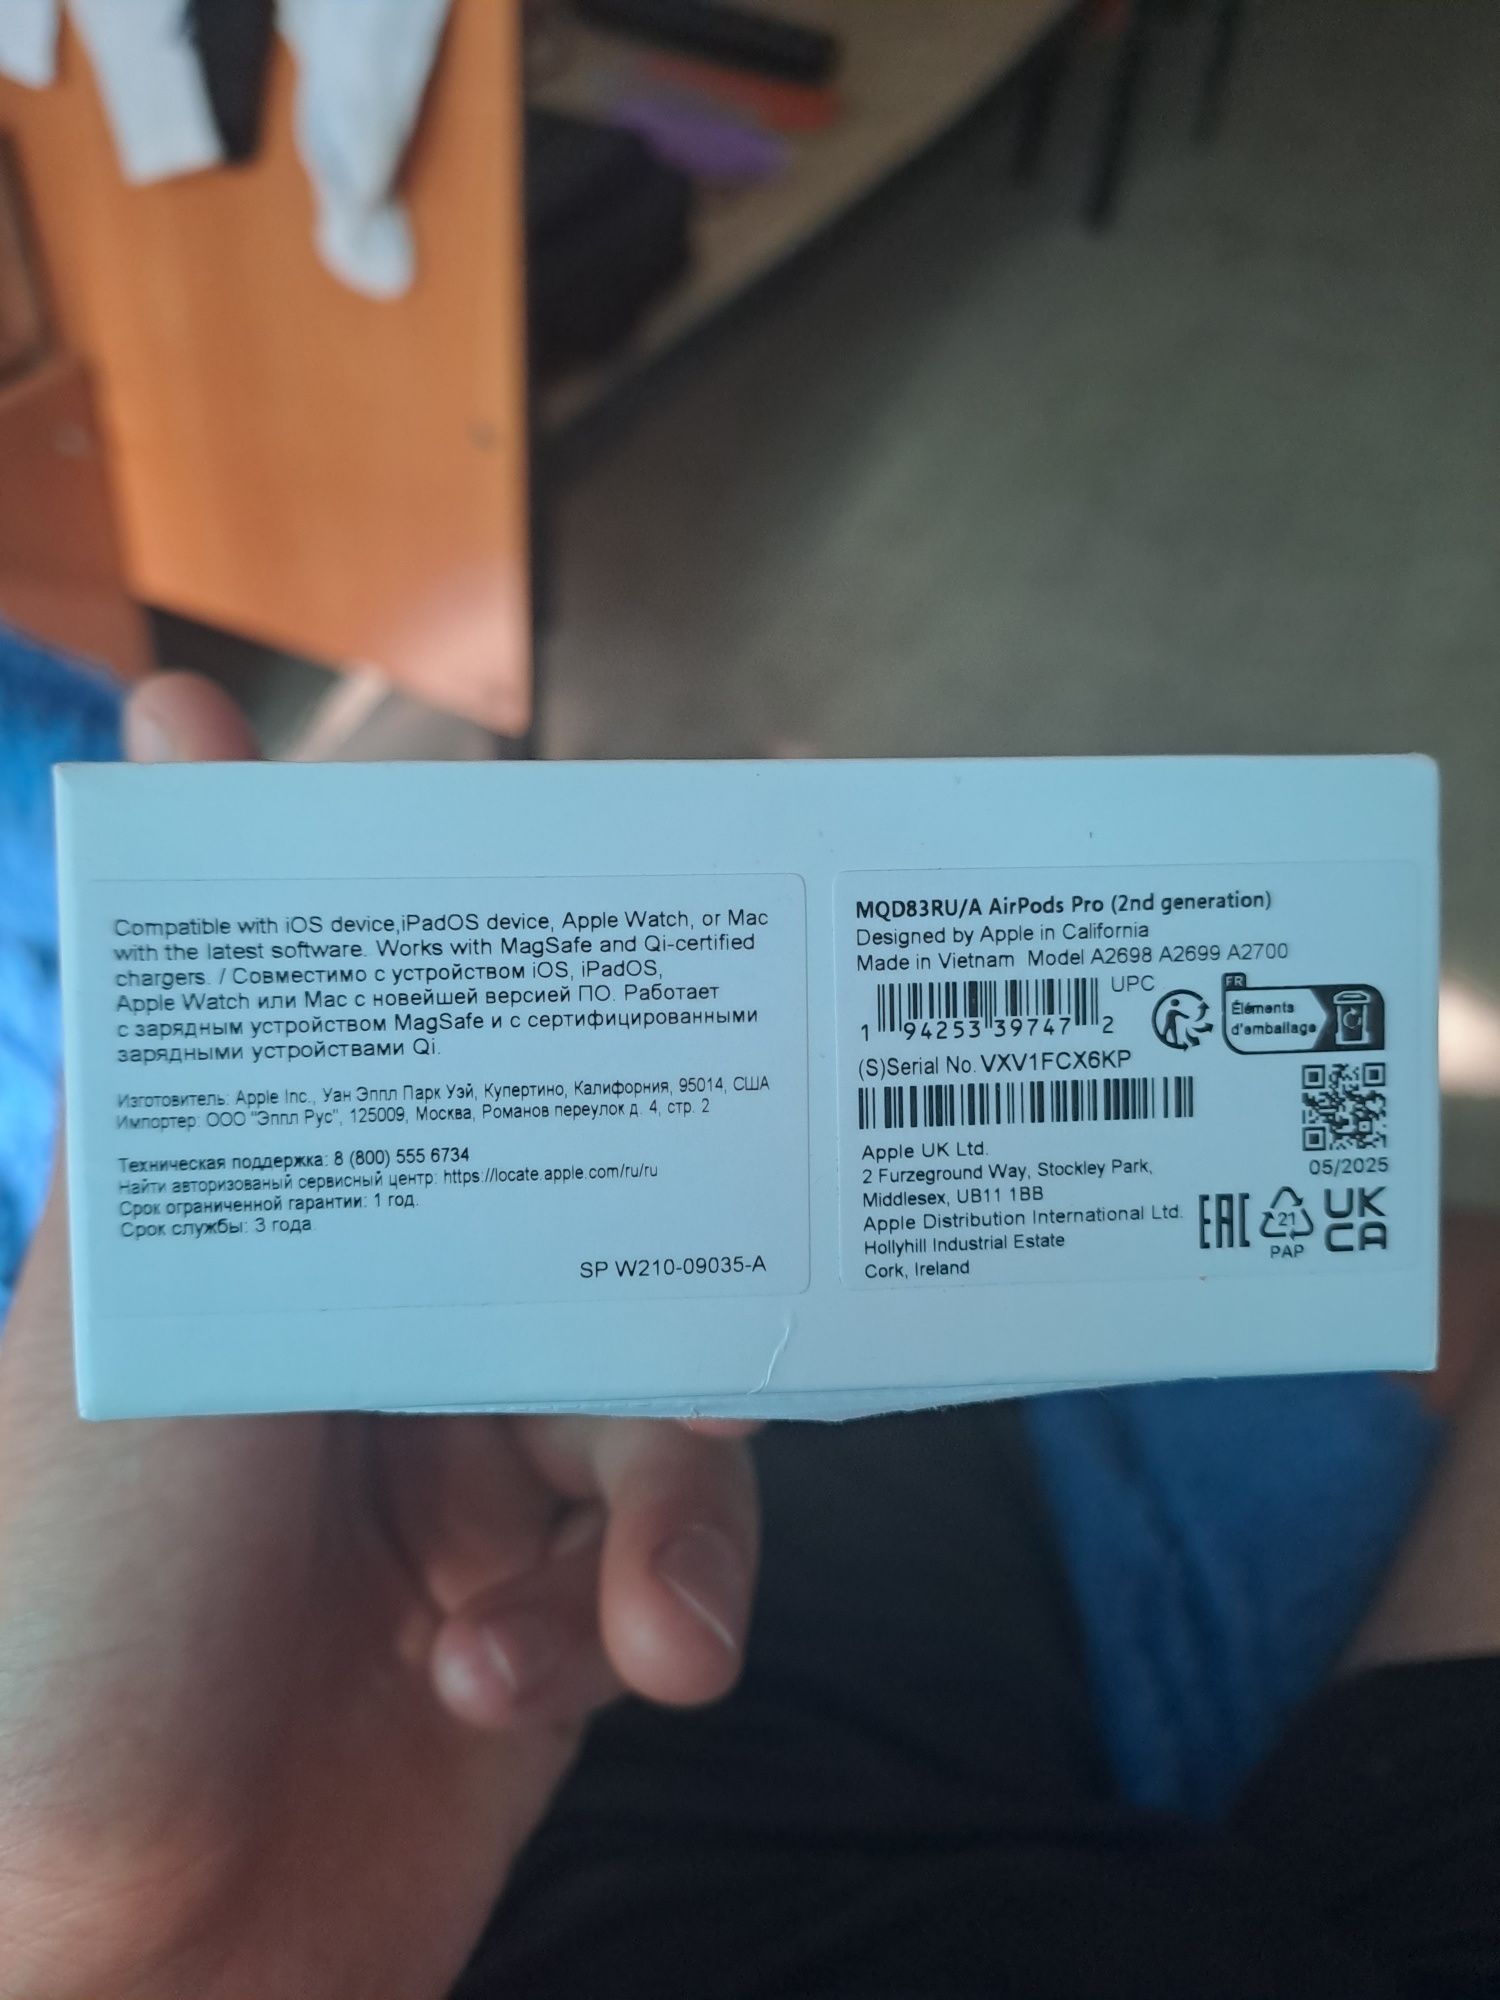 Compatible with iOS device,iPadOS device, Apple Watch, or Mac
with the latest software. Works with MagSafe and Qi-certified
chargers. / Совместимо с устройством iOS, iPadOS,
Apple Watch или Mac с новейшей версией ПО. Работает
с зарядным устройством MagSafe и с сертифицированными
зарядными устройствами Qi.
Изготовитель: Apple Inc., Уан Эппл Парк Уэй, Купертино, Калифорния, 95014, США
Импортер: ООО "Эппл Рус", 125009, Москва, Романов переулок д. 4, стр. 2
Техническая поддержка: 8 (800) 555 6734
Найти авторизованый сервисный центр: https://locate.apple.com/ru/ru
Срок ограниченной гарантии: 1 год.
Срок службы: 3 года.
SP W210-09035-A
MQD83RU/A AirPods Pro (2nd generation)
Designed by Apple in California
Made in Vietnam Model A2698 A2699 A2700
UPC
1 94253 39747 2
FR
Éléments
d'emballage
(S)Serial No. VXV1FCX6KP
Apple UK Ltd.
2 Furzeground Way, Stockley Park,
Middlesex, UB11 1BB
Apple Distribution International Ltd.
Hollyhill Industrial Estate
Cork, Ireland
05/2025
EAC
21
PAP
UK
CA